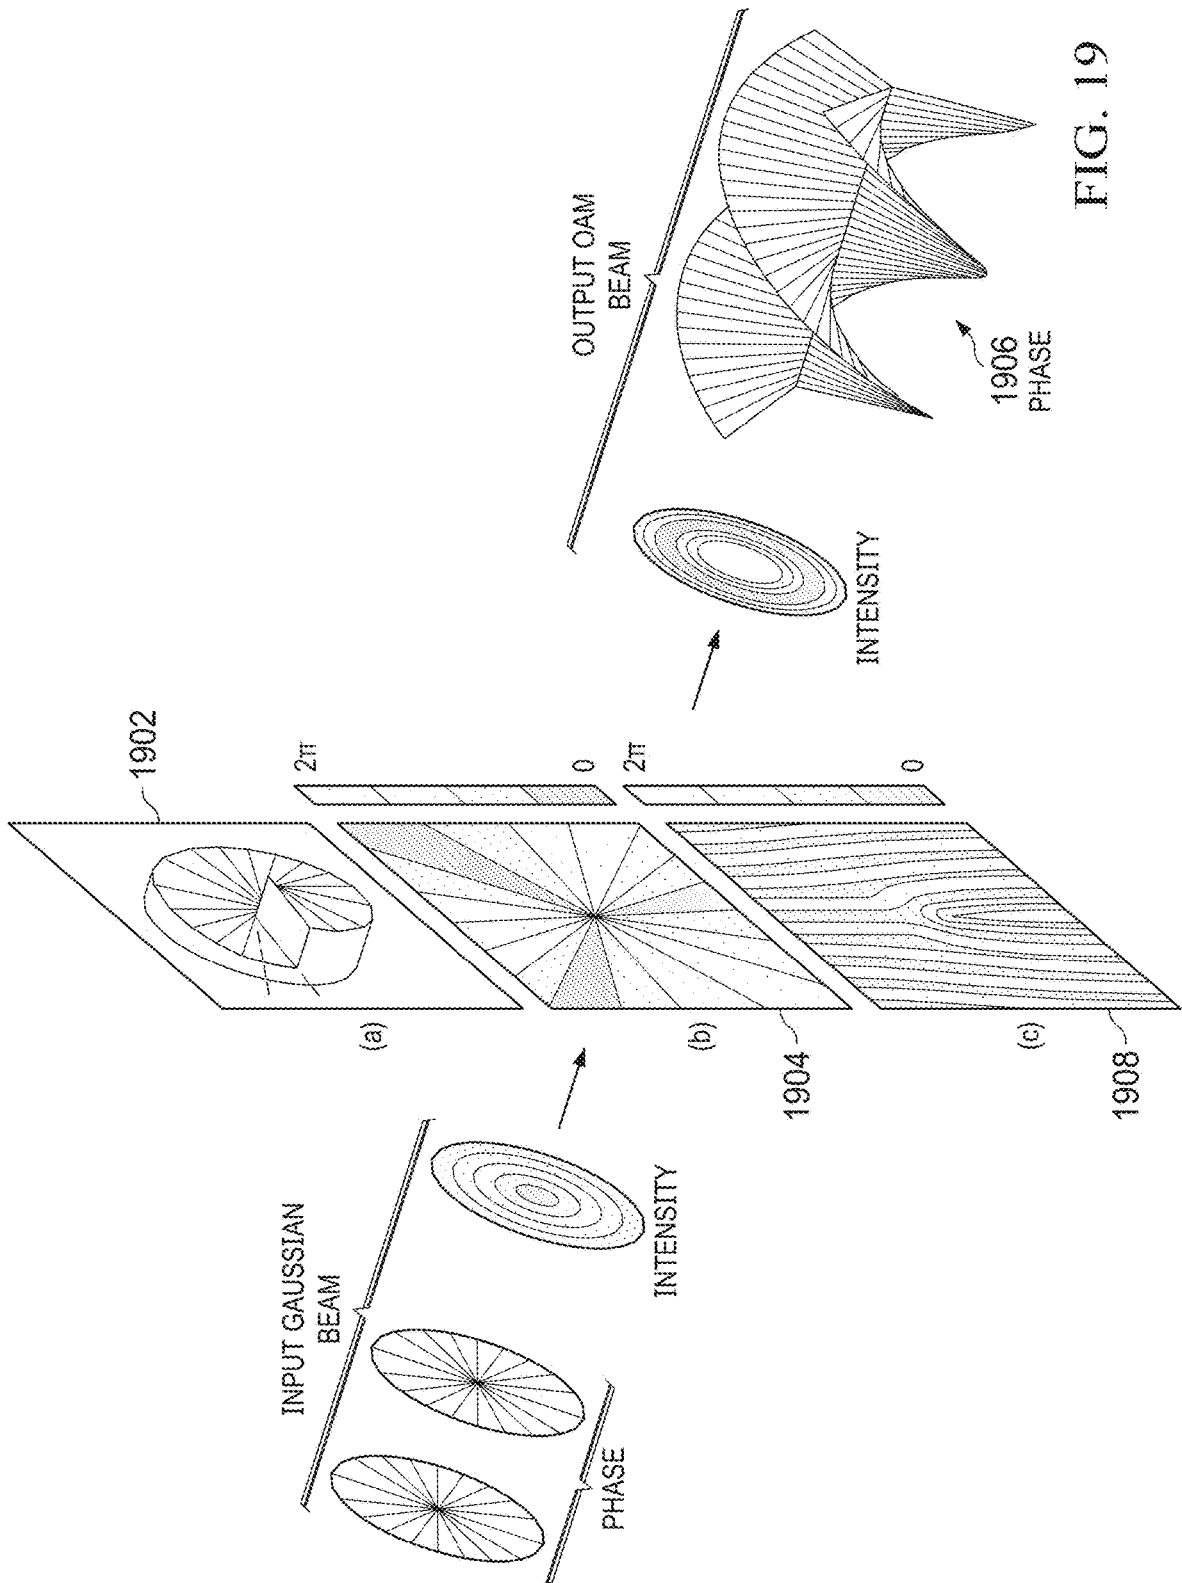 INPUT GAUSSIAN
BEAM
PHASE
INTENSITY
(a)
1902
2π
0
(b)
1904
2π
0
(c)
1908
OUTPUT OAM
BEAM
INTENSITY
1906
PHASE
FIG. 19